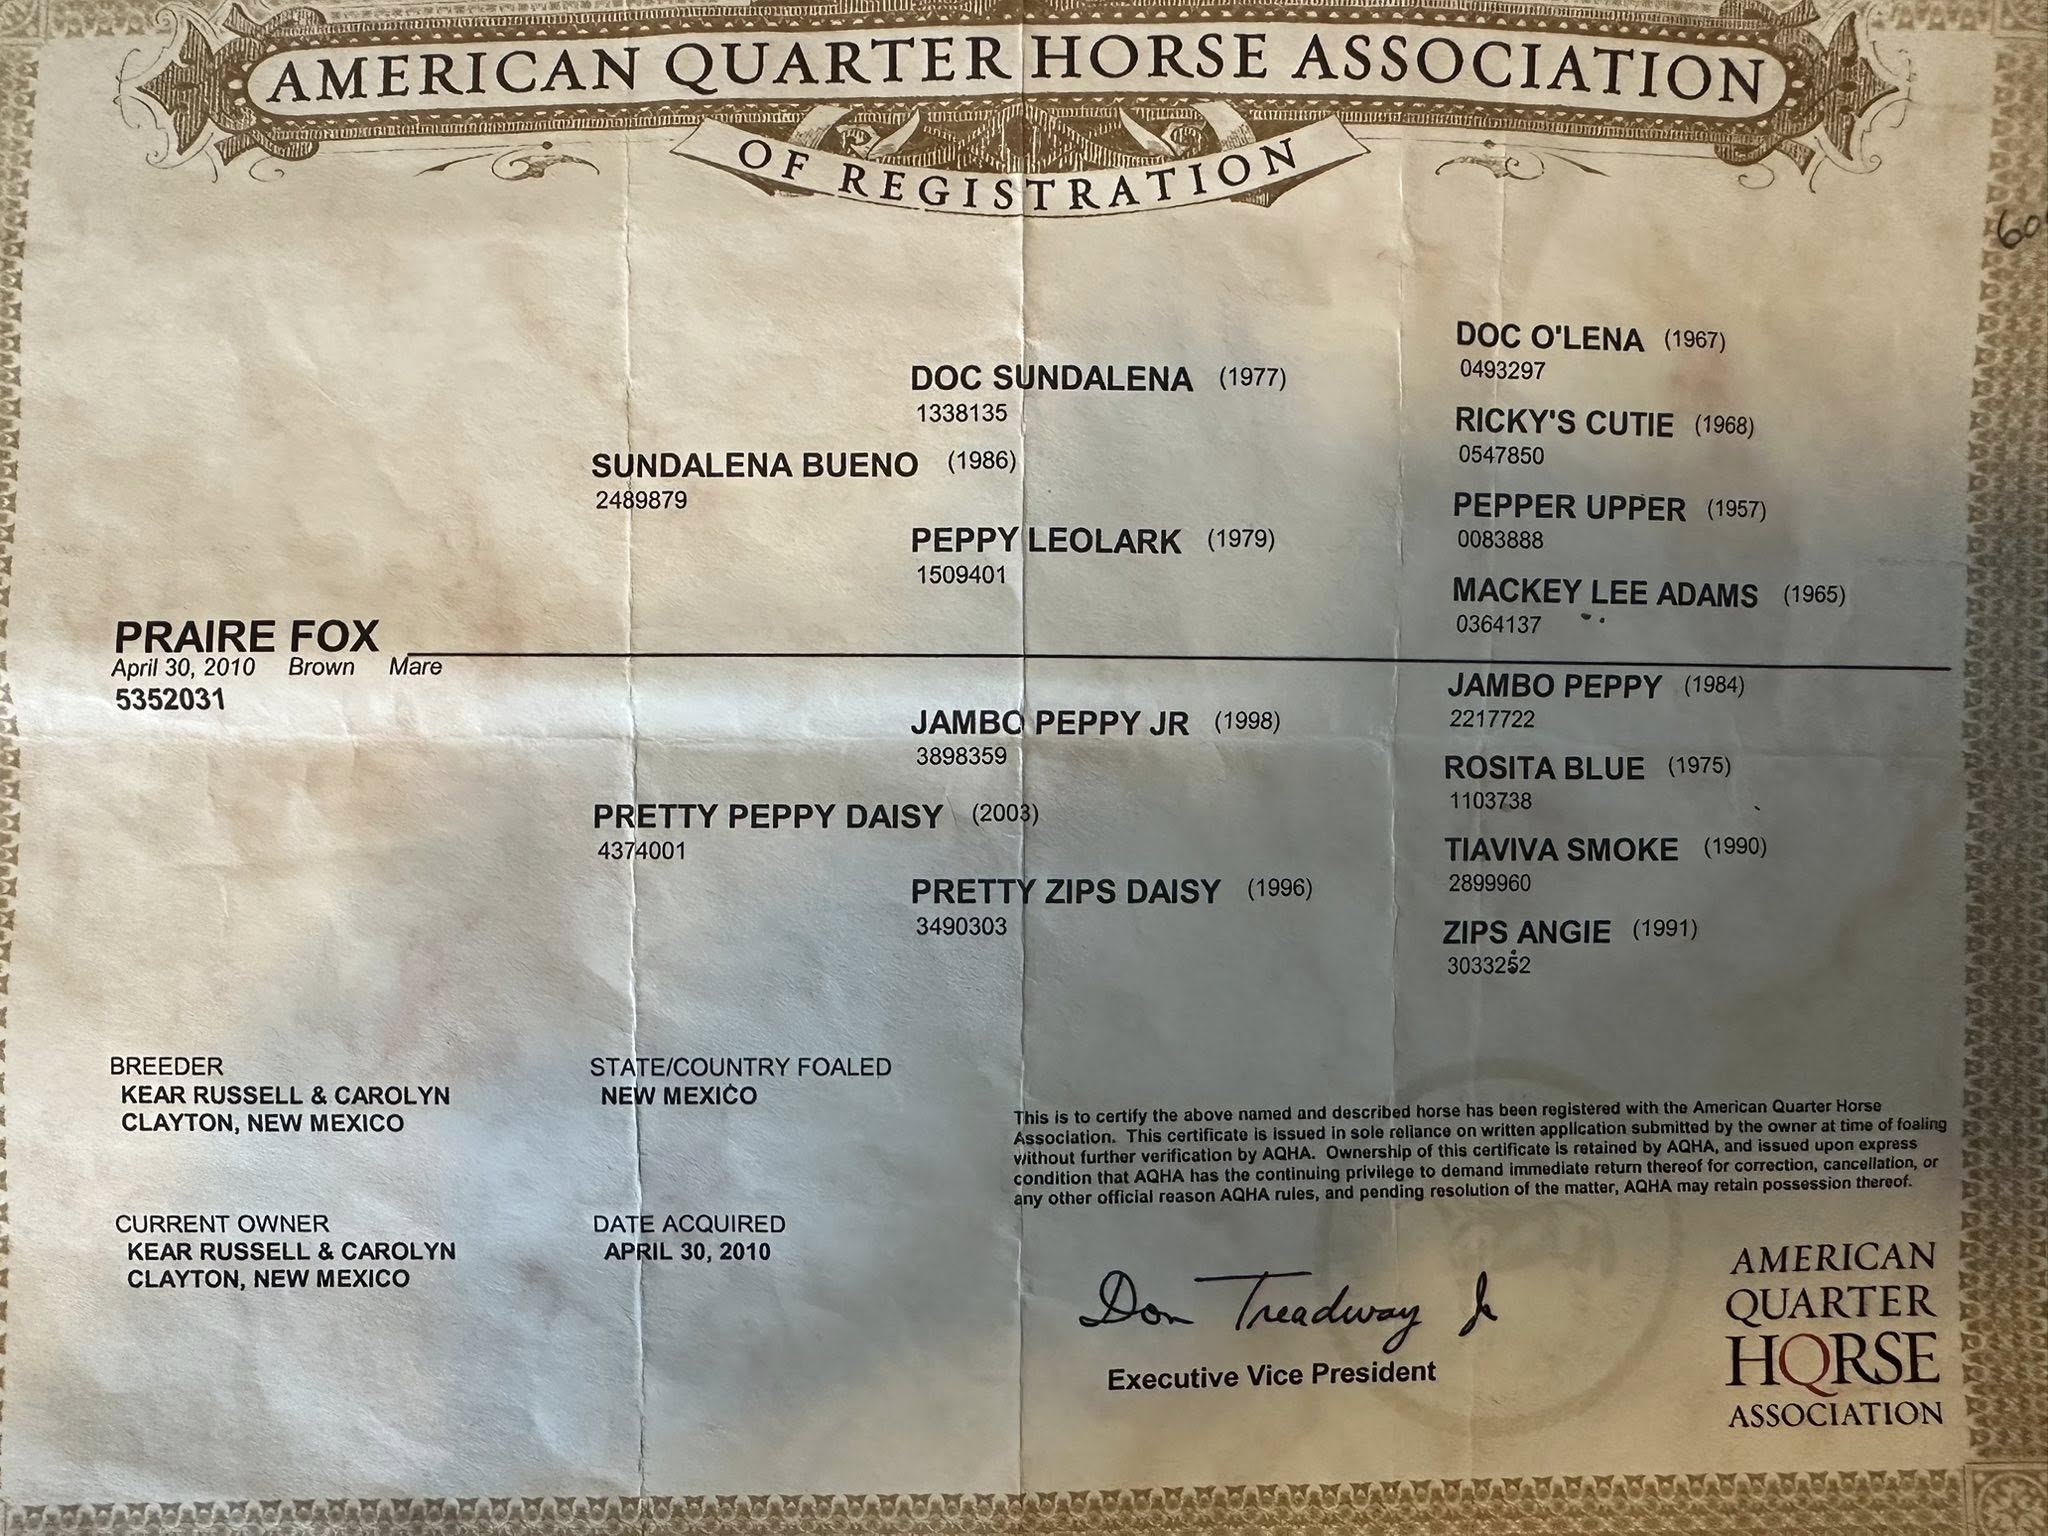 AMERICAN QUARTER HORSE ASSOCIATION
OF REGISTRATION
60
DOC O'LENA (1967)
0493297
DOC SUNDALENA (1977)
1338135
RICKY'S CUTIE (1968)
0547850
SUNDALENA BUENO (1986)
2489879
PEPPER UPPER (1957)
0083888
PEPPY LEOLARK (1979)
1509401
MACKEY LEE ADAMS (1965)
0364137
PRAIRE FOX
April 30, 2010 Brown Mare
5352031
JAMBO PEPPY (1984)
2217722
JAMBO PEPPY JR (1998)
3898359
ROSITA BLUE (1975)
1103738
PRETTY PEPPY DAISY (2003)
4374001
TIAVIVA SMOKE (1990)
2899960
PRETTY ZIPS DAISY (1996)
3490303
ZIPS ANGIE (1991)
3033252
BREEDER
KEAR RUSSELL & CAROLYN
CLAYTON, NEW MEXICO
STATE/COUNTRY FOALED
NEW MEXICO
This is to certify the above named and described horse has been registered with the American Quarter Horse
Association. This certificate is issued in sole reliance on written application submitted by the owner at time of foaling
without further verification by AQHA. Ownership of this certificate is retained by AQHA, and issued upon express
condition that AQHA has the continuing privilege to demand immediate return thereof for correction, cancellation, or
any other official reason AQHA rules, and pending resolution of the matter, AQHA may retain possession thereof.
CURRENT OWNER
KEAR RUSSELL & CAROLYN
CLAYTON, NEW MEXICO
DATE ACQUIRED
APRIL 30, 2010
Don Treadway Jr
Executive Vice President
AMERICAN
QUARTER
HORSE
ASSOCIATION